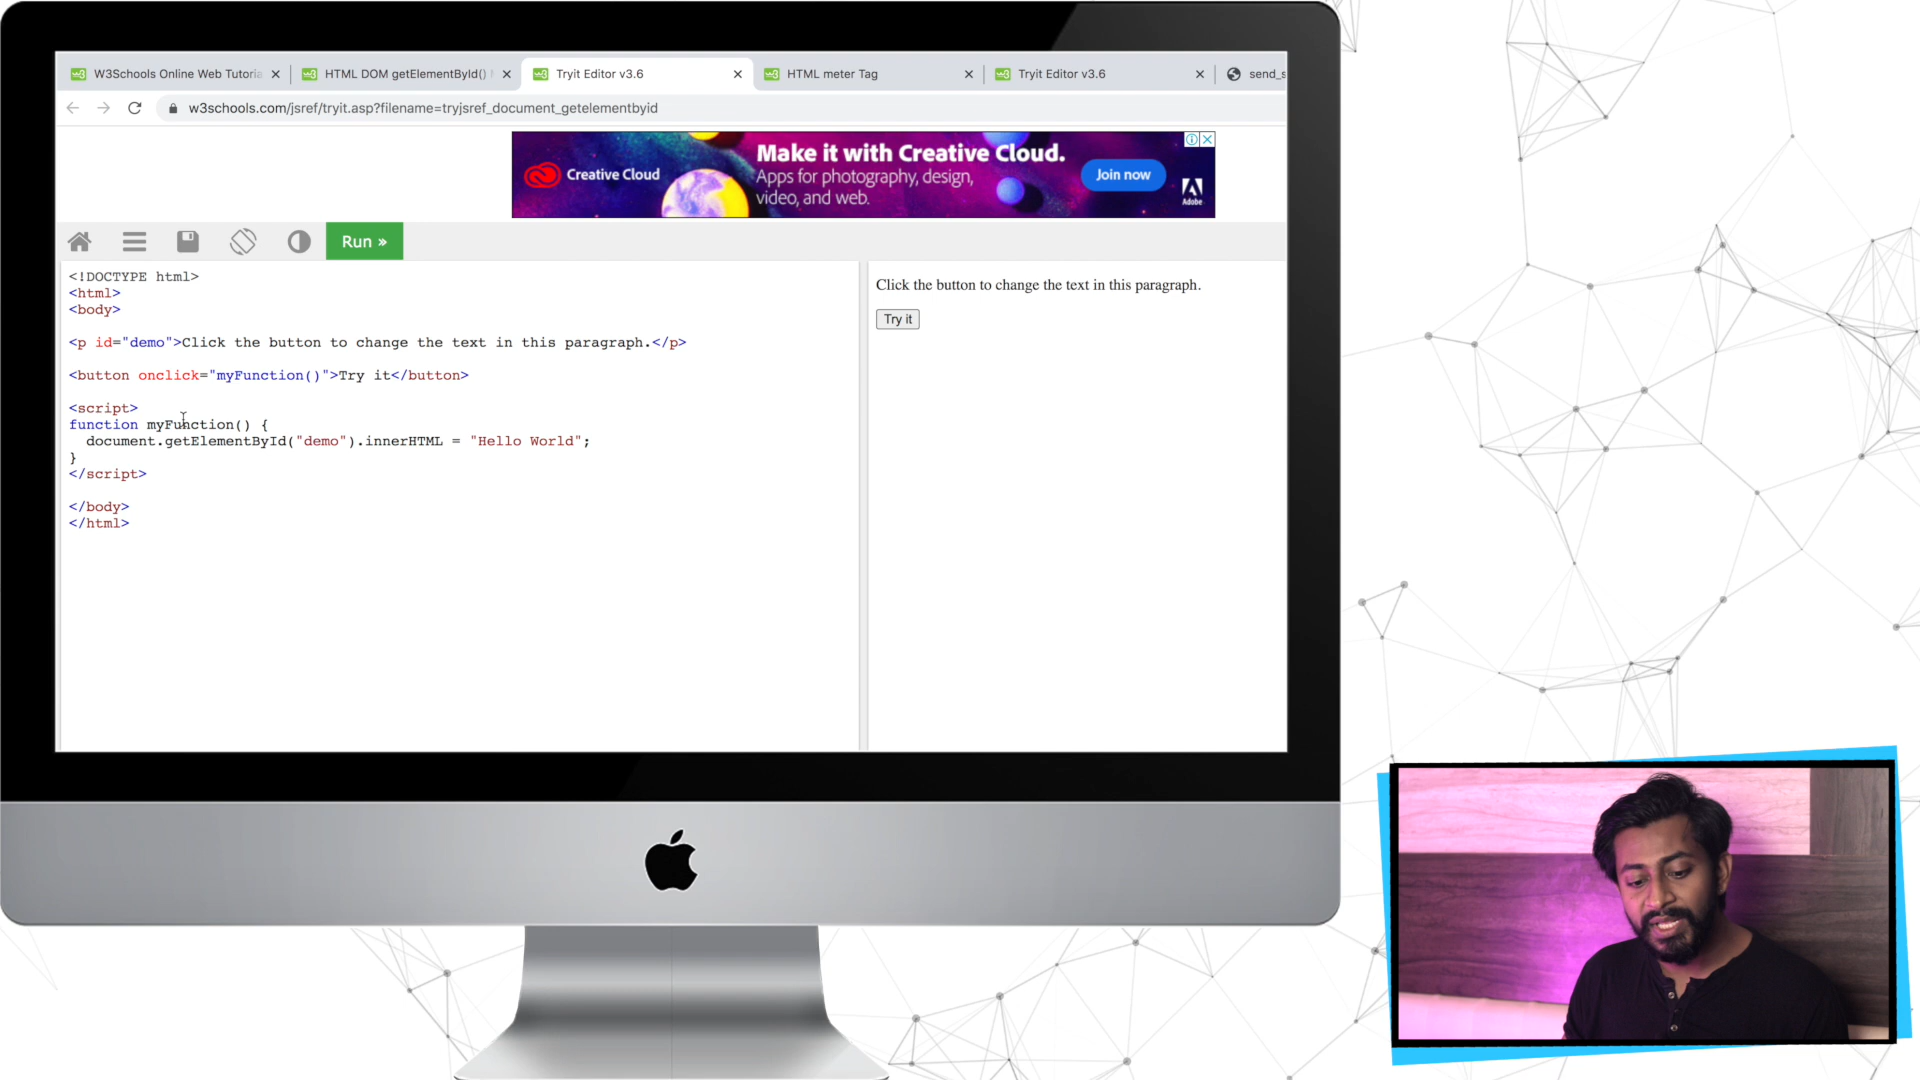 W3Schools Online Web Tutoria
HTML DOM getElementById()
Tryit Editor v3.6
HTML meter Tag
Tryit Editor v3.6
send_s
w3schools.com/jsref/tryit.asp?filename=tryjsref_document_getelementbyid
Creative Cloud
Make it with Creative Cloud.
Apps for photography, design,
video, and web.
Join now
Adobe
Run »
<!DOCTYPE html>
<html>
<body>
<p id="demo">Click the button to change the text in this paragraph.</p>
<button onclick="myFunction()">Try it</button>
<script>
function myFunction() {
document.getElementById("demo").innerHTML = "Hello World";
}
</script>
</body>
</html>
Click the button to change the text in this paragraph.
Try it